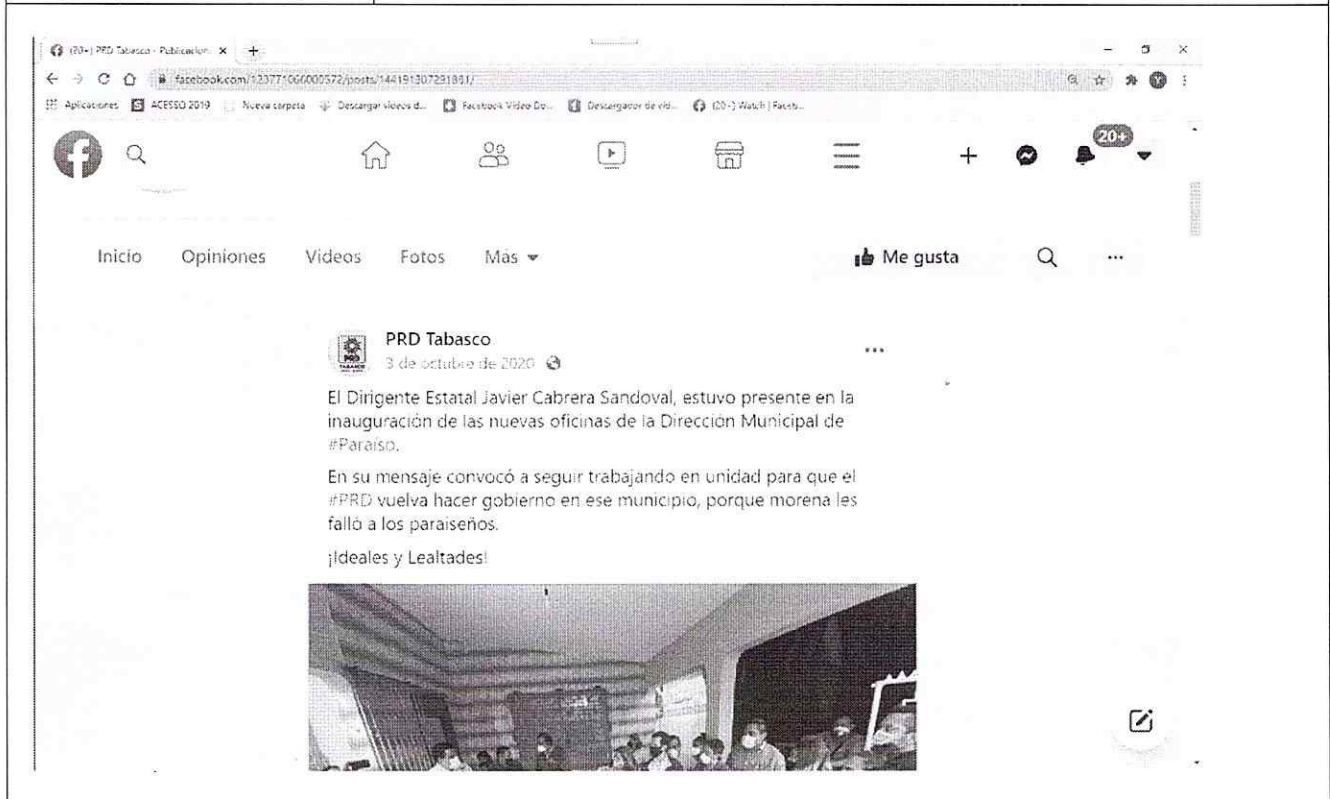 (20+) PRD Tabasco - Publicacion
facebook.com/123771066000572/posts/144191307291881/
Aplicaciones ACESSO 2019 Nueva carpeta Descargar videos d... Facebook Video Do... Descargador de vid... (20+) Watch | Faceb...
20+
Inicio Opiniones Videos Fotos Más Me gusta
PRD Tabasco
3 de octubre de 2020
El Dirigente Estatal Javier Cabrera Sandoval, estuvo presente en la
inauguración de las nuevas oficinas de la Dirección Municipal de
#Paraíso.
En su mensaje convocó a seguir trabajando en unidad para que el
#PRD vuelva hacer gobierno en ese municipio, porque morena les
falló a los paraiseños.
¡Ideales y Lealtades!